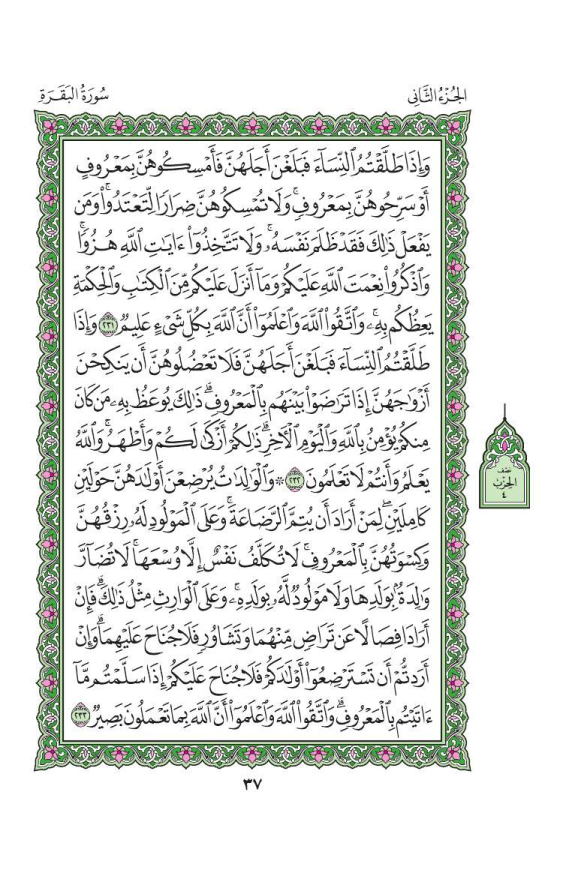 الجُزْءُ الثَّانِي
سُورَةُ البَقَرَةِ
وَإِذَا طَلَّقْتُمُ ٱلنِّسَآءَ فَبَلَغْنَ أَجَلَهُنَّ فَأَمْسِكُوهُنَّ بِمَعْرُوفٍ
أَوْ سَرِّحُوهُنَّ بِمَعْرُوفٖۚ وَلَا تُمْسِكُوهُنَّ ضِرَارٗا لِّتَعْتَدُواْۚ وَمَن
يَفْعَلْ ذَٰلِكَ فَقَدْ ظَلَمَ نَفْسَهُۥۚ وَلَا تَتَّخِذُوٓاْ ءَايَٰتِ ٱللَّهِ هُزُوٗاۚ
وَٱذْكُرُواْ نِعْمَتَ ٱللَّهِ عَلَيْكُمْ وَمَآ أَنزَلَ عَلَيْكُم مِّنَ ٱلْكِتَٰبِ وَٱلْحِكْمَةِ
يَعِظُكُم بِهِۦۚ وَٱتَّقُواْ ٱللَّهَ وَٱعْلَمُوٓاْ أَنَّ ٱللَّهَ بِكُلِّ شَيْءٍ عَلِيمٞ ٢٣١ وَإِذَا
طَلَّقْتُمُ ٱلنِّسَآءَ فَبَلَغْنَ أَجَلَهُنَّ فَلَا تَعْضُلُوهُنَّ أَن يَنكِحْنَ
أَزْوَٰجَهُنَّ إِذَا تَرَٰضَوْاْ بَيْنَهُم بِٱلْمَعْرُوفِۗ ذَٰلِكَ يُوعَظُ بِهِۦ مَن كَانَ
مِنكُمْ يُؤْمِنُ بِٱللَّهِ وَٱلْيَوْمِ ٱلْأٓخِرِۗ ذَٰلِكُمْ أَزْكَىٰ لَكُمْ وَأَطْهَرُۚ وَٱللَّهُ
يَعْلَمُ وَأَنتُمْ لَا تَعْلَمُونَ ٢٣٢ ۞ وَٱلْوَٰلِدَٰتُ يُرْضِعْنَ أَوْلَٰدَهُنَّ حَوْلَيْنِ
كَامِلَيْنِۖ لِمَنْ أَرَادَ أَن يُتِمَّ ٱلرَّضَاعَةَۚ وَعَلَى ٱلْمَوْلُودِ لَهُۥ رِزْقُهُنَّ
وَكِسْوَتُهُنَّ بِٱلْمَعْرُوفِۚ لَا تُكَلَّفُ نَفْسٌ إِلَّا وُسْعَهَاۚ لَا تُضَآرَّ
وَٰلِدَةُۢ بِوَلَدِهَا وَلَا مَوْلُودٞ لَّهُۥ بِوَلَدِهِۦۚ وَعَلَى ٱلْوَارِثِ مِثْلُ ذَٰلِكَۗ فَإِنْ
أَرَادَا فِصَالًا عَن تَرَاضٖ مِّنْهُمَا وَتَشَاوُرٖ فَلَا جُنَاحَ عَلَيْهِمَاۗ وَإِنْ
أَرَدتُّمْ أَن تَسْتَرْضِعُوٓاْ أَوْلَٰدَكُمْ فَلَا جُنَاحَ عَلَيْكُمْ إِذَا سَلَّمْتُم مَّآ
ءَاتَيْتُم بِٱلْمَعْرُوفِۗ وَٱتَّقُواْ ٱللَّهَ وَٱعْلَمُوٓاْ أَنَّ ٱللَّهَ بِمَا تَعْمَلُونَ بَصِيرٞ ٢٣٣
نصف
الحزب
٤
٣٧